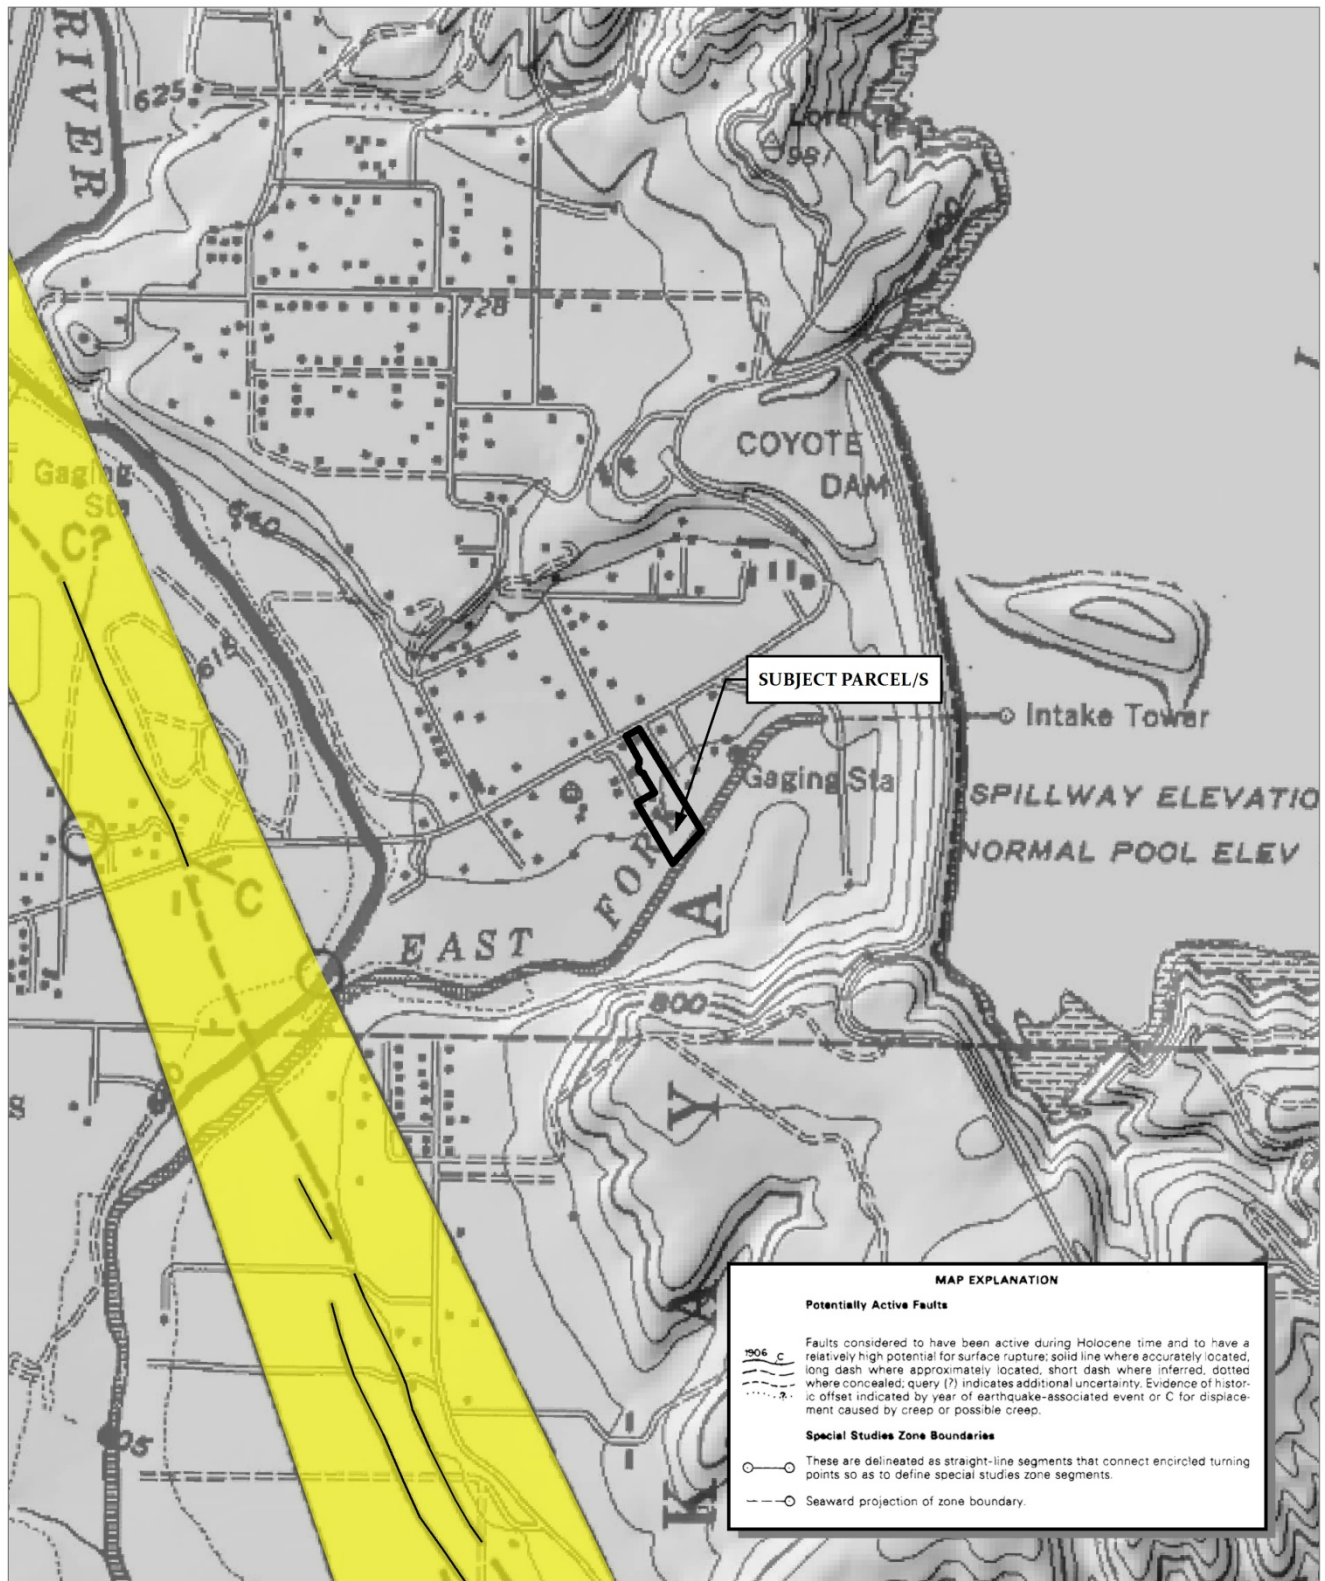 RIVER
625
Lorenzo
981
800
728
COYOTE
DAM
Gaging
Sta
C?
640
615
SUBJECT PARCEL/S
Intake Tower
Gaging Sta
SPILLWAY ELEVATIO
NORMAL POOL ELEV
C
EAST FORK
A
800
Y
K
605
MAP EXPLANATION
Potentially Active Faults
1906 C
Faults considered to have been active during Holocene time and to have a
relatively high potential for surface rupture; solid line where accurately located,
long dash where approximately located, short dash where inferred, dotted
where concealed; query (?) indicates additional uncertainty. Evidence of histor-
ic offset indicated by year of earthquake-associated event or C for displace-
ment caused by creep or possible creep.
?
Special Studies Zone Boundaries
These are delineated as straight-line segments that connect encircled turning
points so as to define special studies zone segments.
Seaward projection of zone boundary.